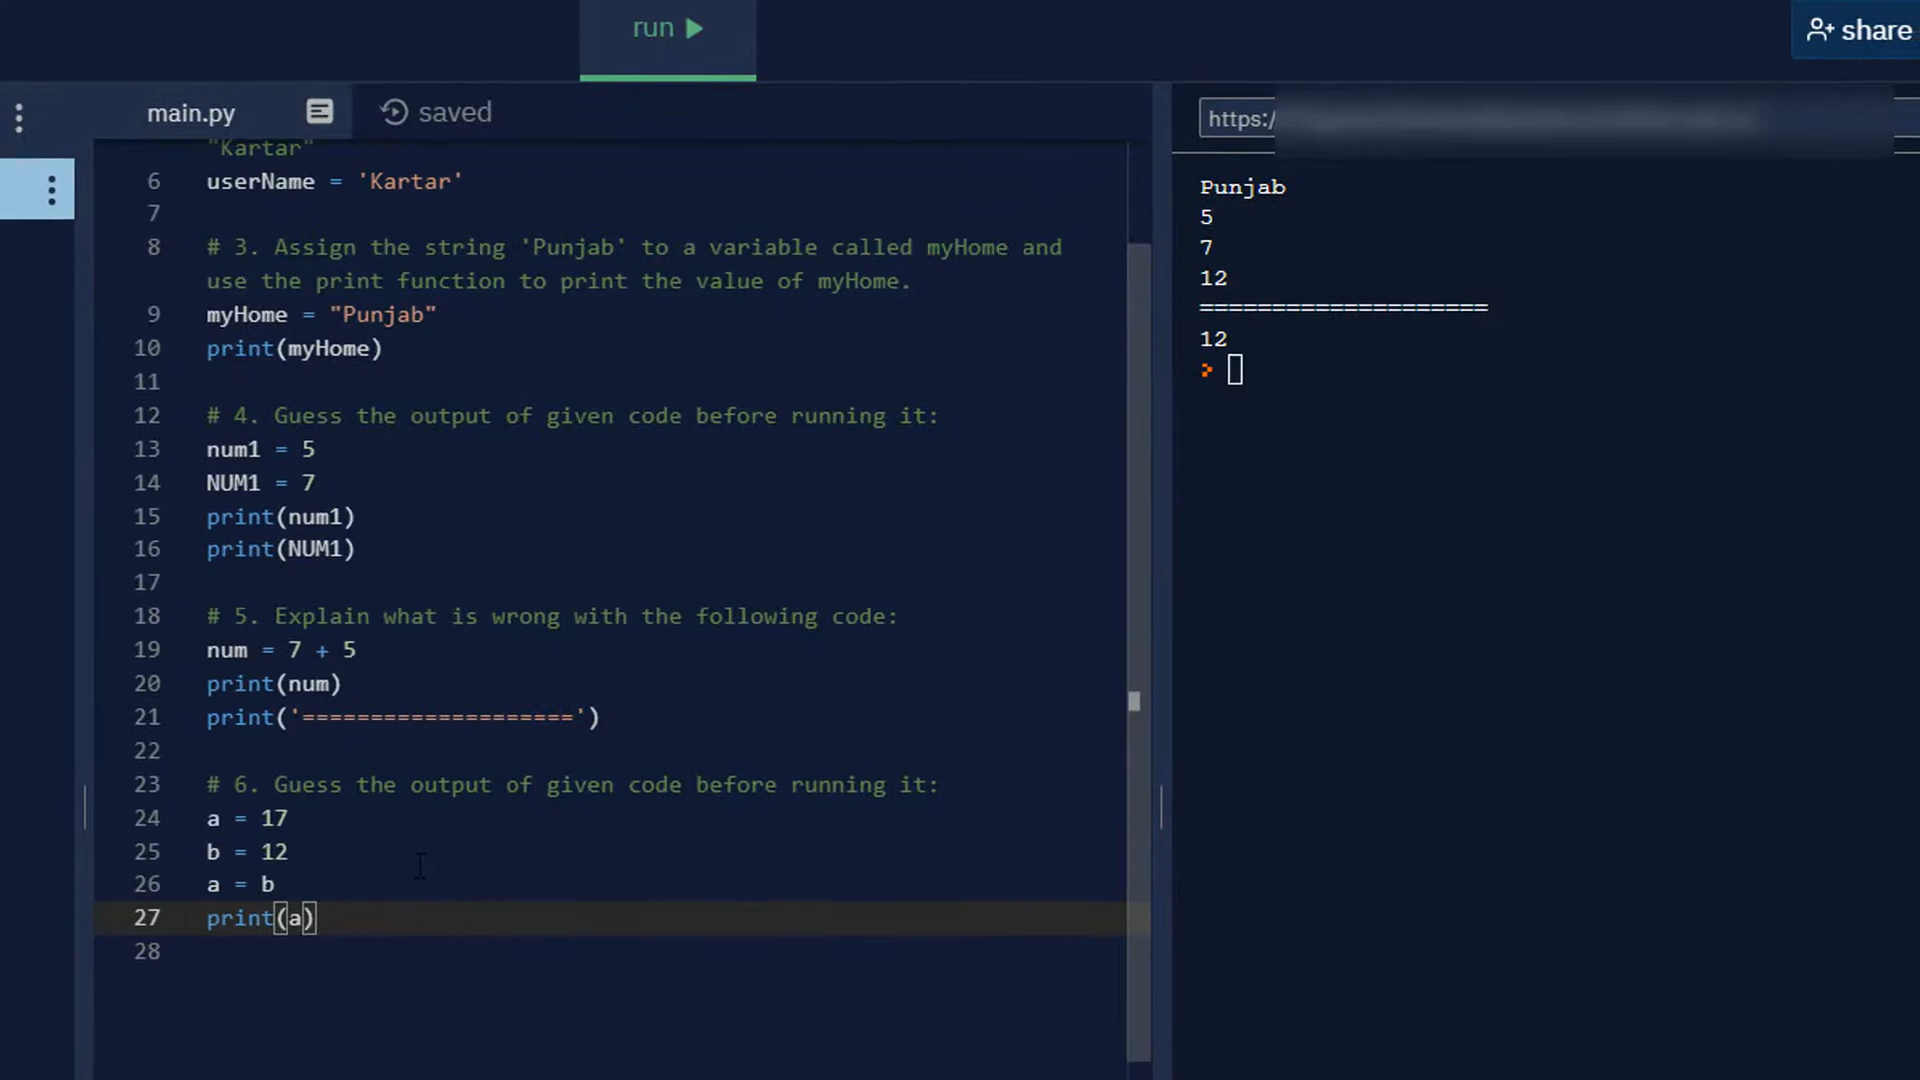 run
share
main.py
saved
https:/
"Kartar"
6 userName = 'Kartar'
7
8 # 3. Assign the string 'Punjab' to a variable called myHome and
use the print function to print the value of myHome.
9 myHome = "Punjab"
10 print(myHome)
11
12 # 4. Guess the output of given code before running it:
13 num1 = 5
14 NUM1 = 7
15 print(num1)
16 print(NUM1)
17
18 # 5. Explain what is wrong with the following code:
19 num = 7 + 5
20 print(num)
21 print('====================')
22
23 # 6. Guess the output of given code before running it:
24 a = 17
25 b = 12
26 a = b
27 print(a)
28
Punjab
5
7
12
====================
12
>